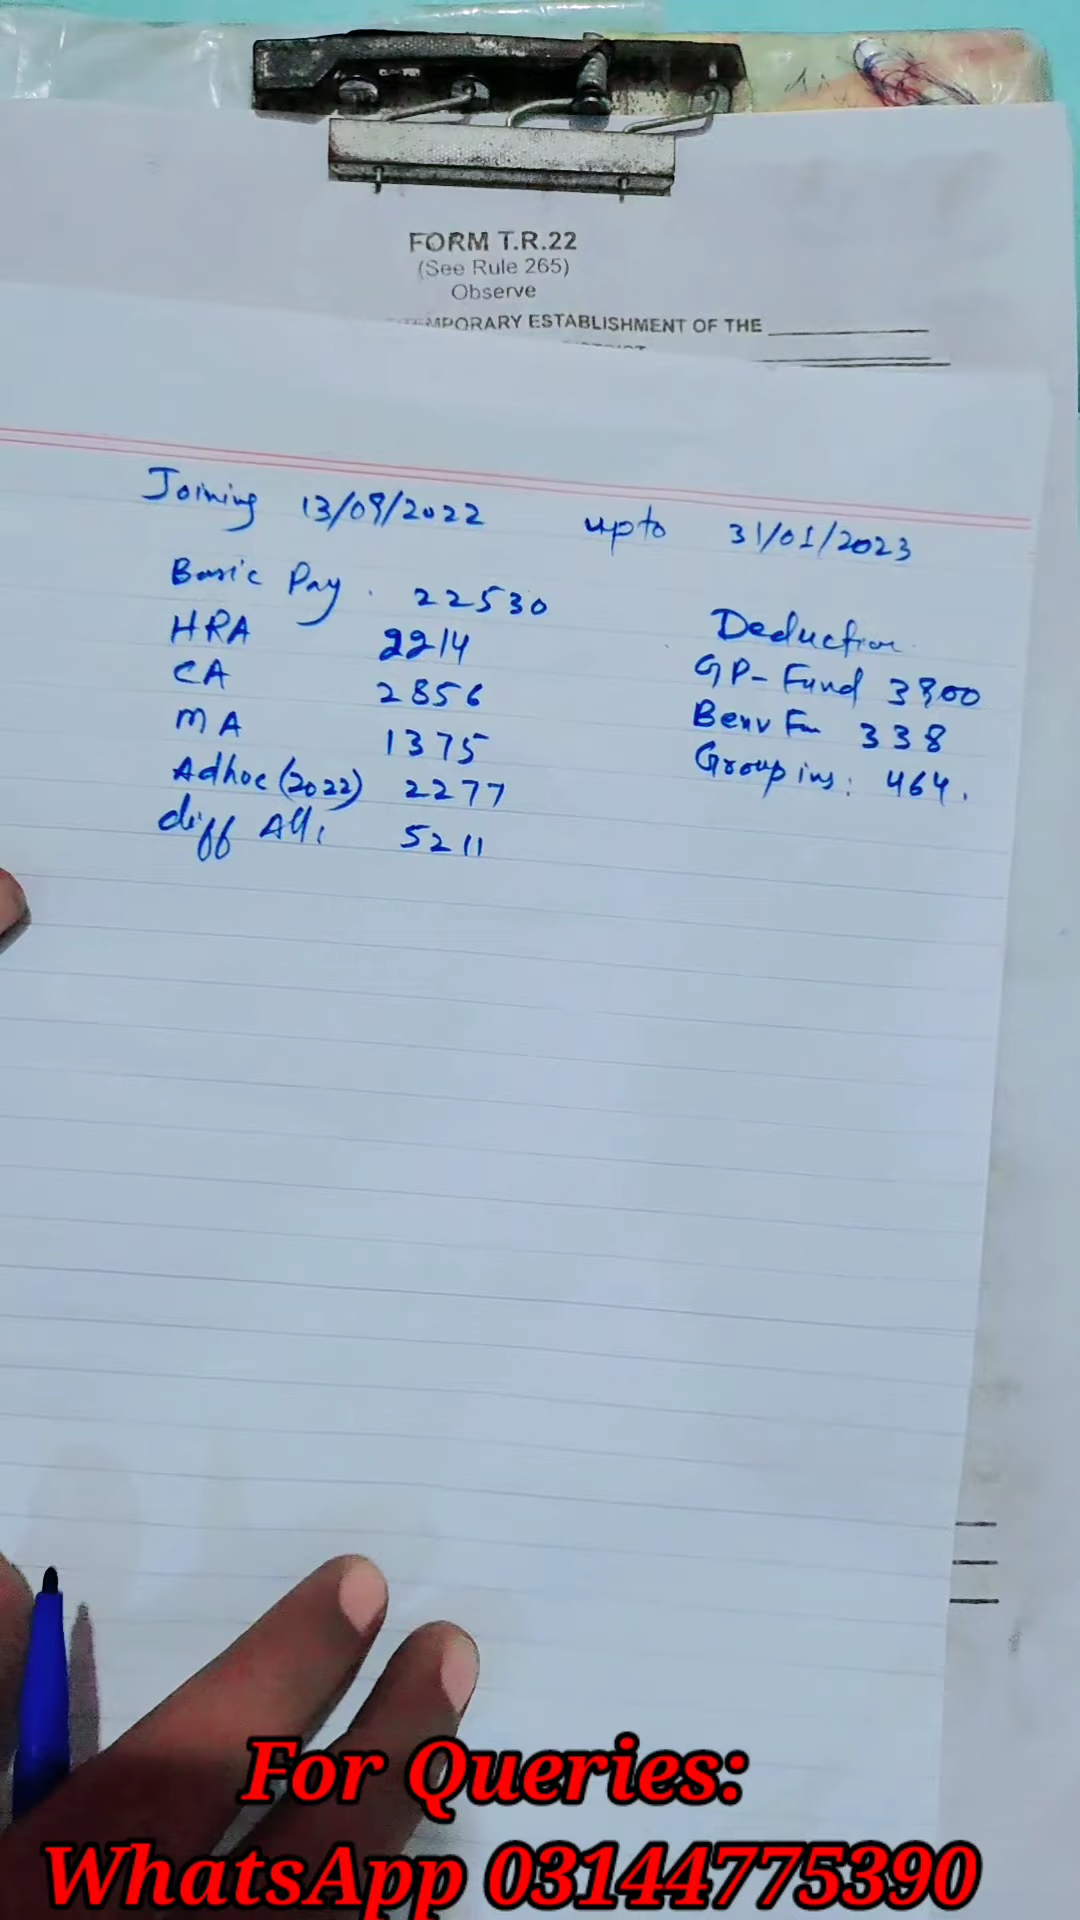 FORM T.R.22
(See Rule 265)
Observe
TEMPORARY ESTABLISHMENT OF THE
Joining 13/09/2022 upto 31/01/2023
Basic Pay. 22530
HRA 2214
CA 2856
MA 1375
Adhoc (2022) 2277
diff All: 5211
Deduction
GP-Fund 3900
Benv Fu 338
Group ins: 464.
For Queries:
WhatsApp 03144775390